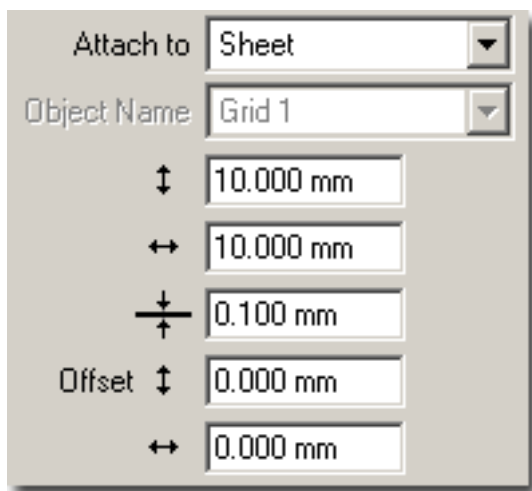 Attach to Sheet
Object Name Grid 1
10.000 mm
10.000 mm
0.100 mm
Offset 0.000 mm
0.000 mm